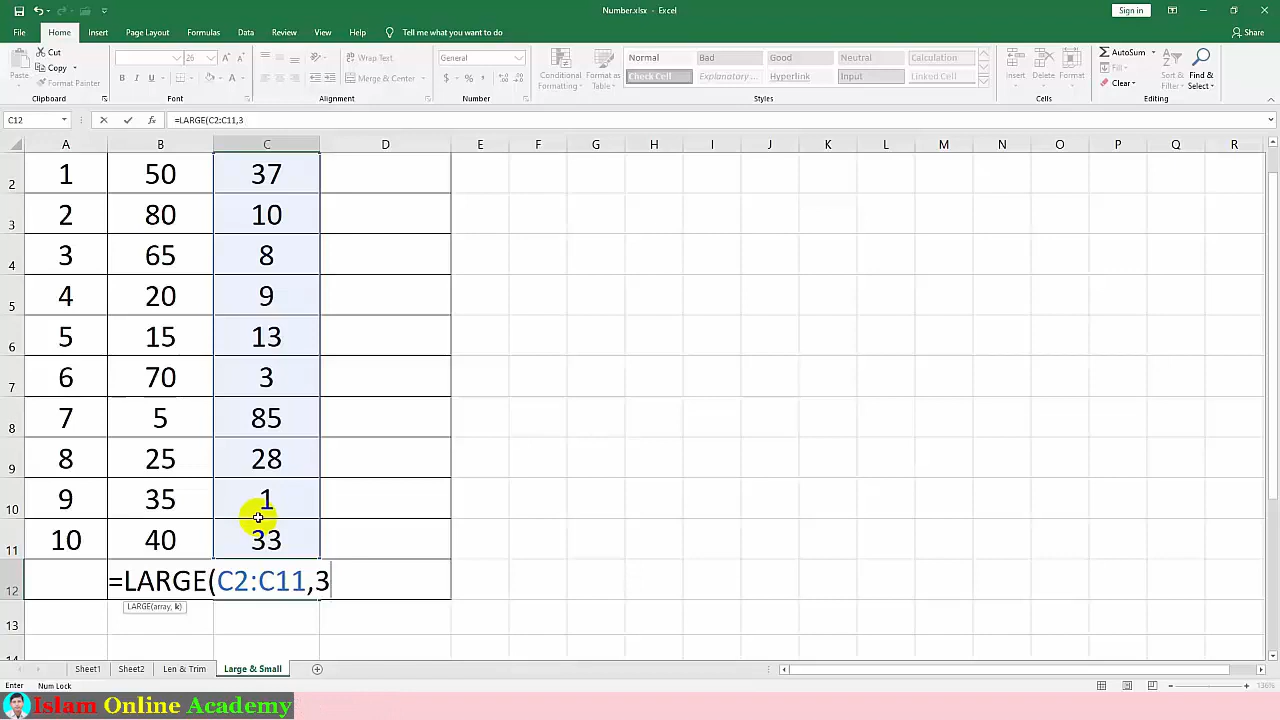 Number.xlsx - Excel
Sign in
File Home Insert Page Layout Formulas Data Review View Help Tell me what you want to do Share
Cut
Copy
Format Painter
Paste
26
Wrap Text
Merge & Center
General
Conditional Formatting
Format as Table
Normal Bad Good Neutral Calculation
Check Cell Explanatory ... Hyperlink Input Linked Cell
Insert Delete Format
AutoSum
Fill
Clear
Sort & Filter
Find & Select
Clipboard Font Alignment Number Styles Cells Editing
C12 fx =LARGE(C2:C11,3
A B C D E F G H I J K L M N O P Q R
2 1 50 37
3 2 80 10
4 3 65 8
5 4 20 9
6 5 15 13
7 6 70 3
8 7 5 85
9 8 25 28
10 9 35 1
11 10 40 33
12 =LARGE(C2:C11,3
LARGE(array, k)
13
14
Sheet1 Sheet2 Len & Trim Large & Small
Enter Num Lock 136%
Islam Online Academy